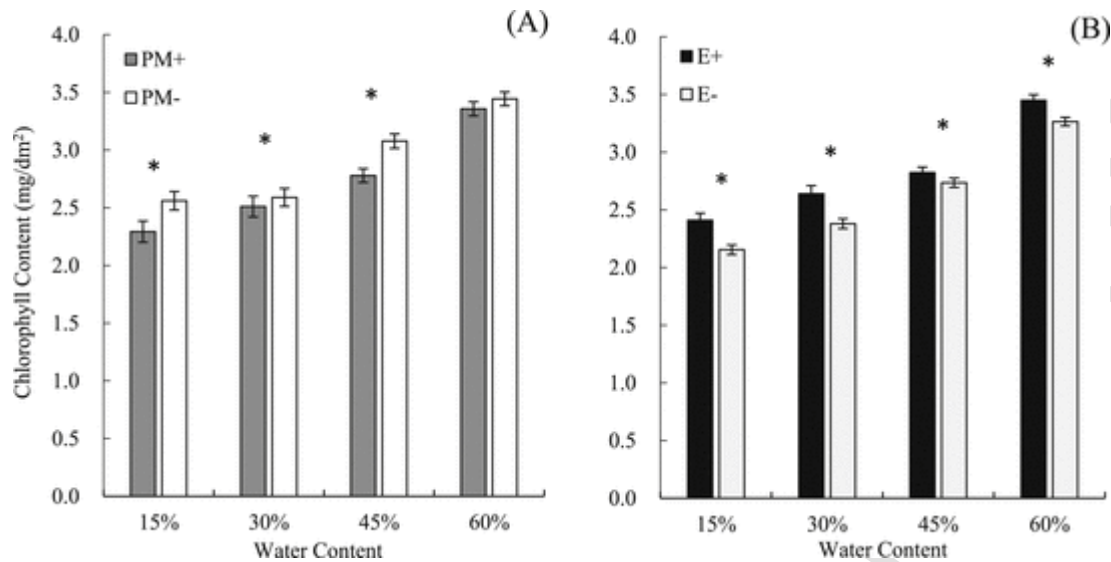 (A)
4.0
3.5
3.0
2.5
2.0
1.5
1.0
0.5
0.0
Chlorophyll Content (mg/dm²)
PM+
PM-
*
*
*
15% 30% 45% 60%
Water Content
(B)
4.0
3.5
3.0
2.5
2.0
1.5
1.0
0.5
0.0
E+
E-
*
*
*
*
15% 30% 45% 60%
Water Content